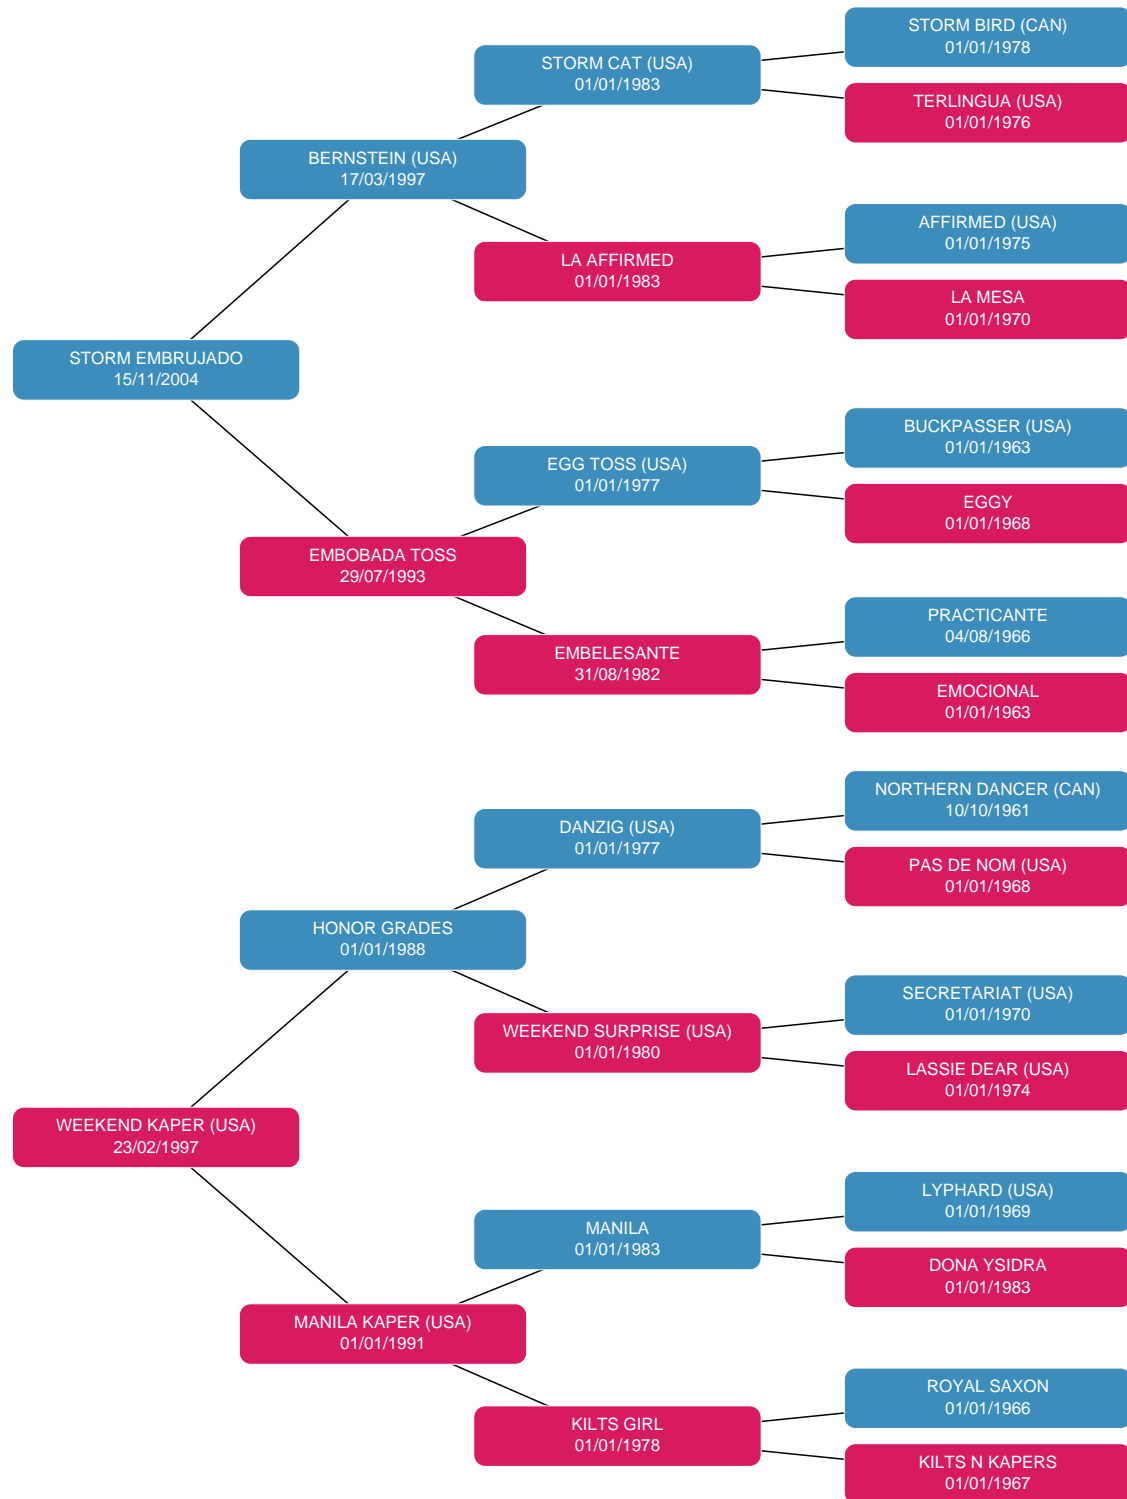 STORM BIRD (CAN)
01/01/1978
STORM CAT (USA)
01/01/1983
TERLINGUA (USA)
01/01/1976
BERNSTEIN (USA)
17/03/1997
AFFIRMED (USA)
01/01/1975
LA AFFIRMED
01/01/1983
LA MESA
01/01/1970
STORM EMBRUJADO
15/11/2004
BUCKPASSER (USA)
01/01/1963
EGG TOSS (USA)
01/01/1977
EGGY
01/01/1968
EMBOBADA TOSS
29/07/1993
PRACTICANTE
04/08/1966
EMBELESANTE
31/08/1982
EMOCIONAL
01/01/1963
NORTHERN DANCER (CAN)
10/10/1961
DANZIG (USA)
01/01/1977
PAS DE NOM (USA)
01/01/1968
HONOR GRADES
01/01/1988
SECRETARIAT (USA)
01/01/1970
WEEKEND SURPRISE (USA)
01/01/1980
LASSIE DEAR (USA)
01/01/1974
WEEKEND KAPER (USA)
23/02/1997
LYPHARD (USA)
01/01/1969
MANILA
01/01/1983
DONA YSIDRA
01/01/1983
MANILA KAPER (USA)
01/01/1991
ROYAL SAXON
01/01/1966
KILTS GIRL
01/01/1978
KILTS N KAPERS
01/01/1967